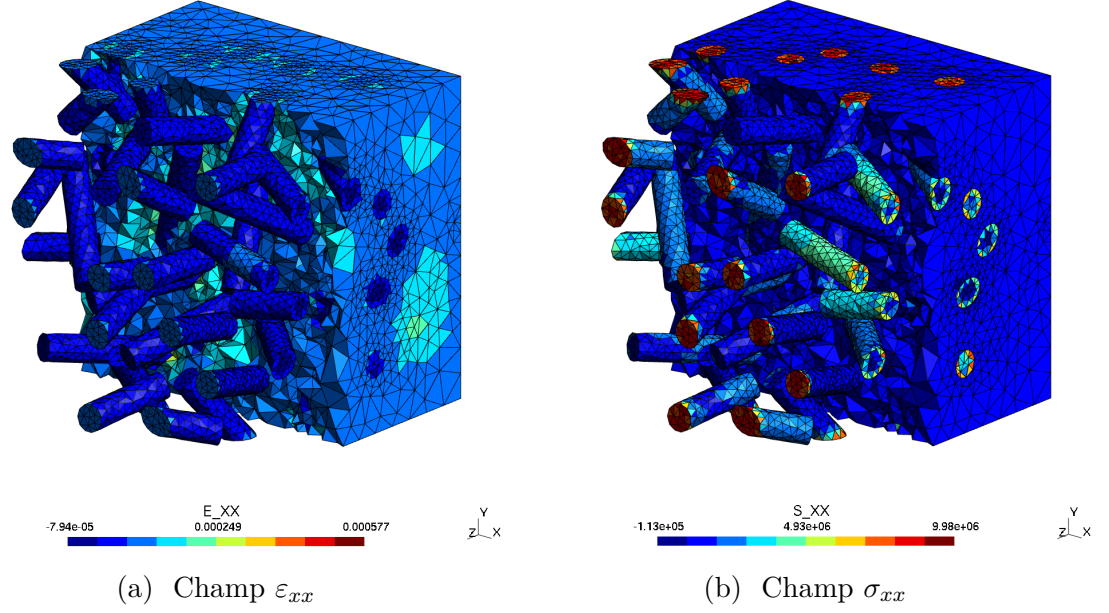 E_XX
-7.94e-05 0.000249 0.000577
Y
Z X
(a) Champ εxx
S_XX
-1.13e+05 4.93e+06 9.98e+06
Y
Z X
(b) Champ σxx